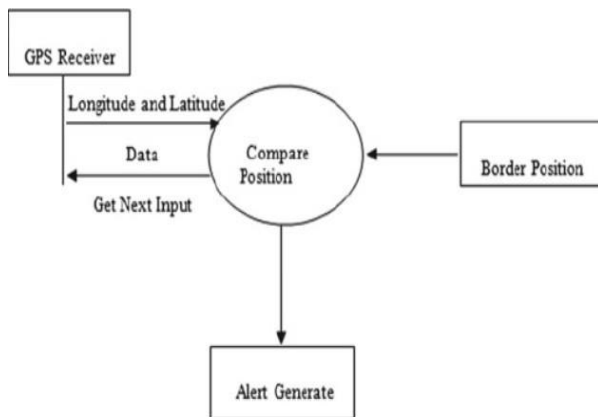 GPS Receiver
Longitude and Latitude
Data
Get Next Input
Compare
Position
Border Position
Alert Generate